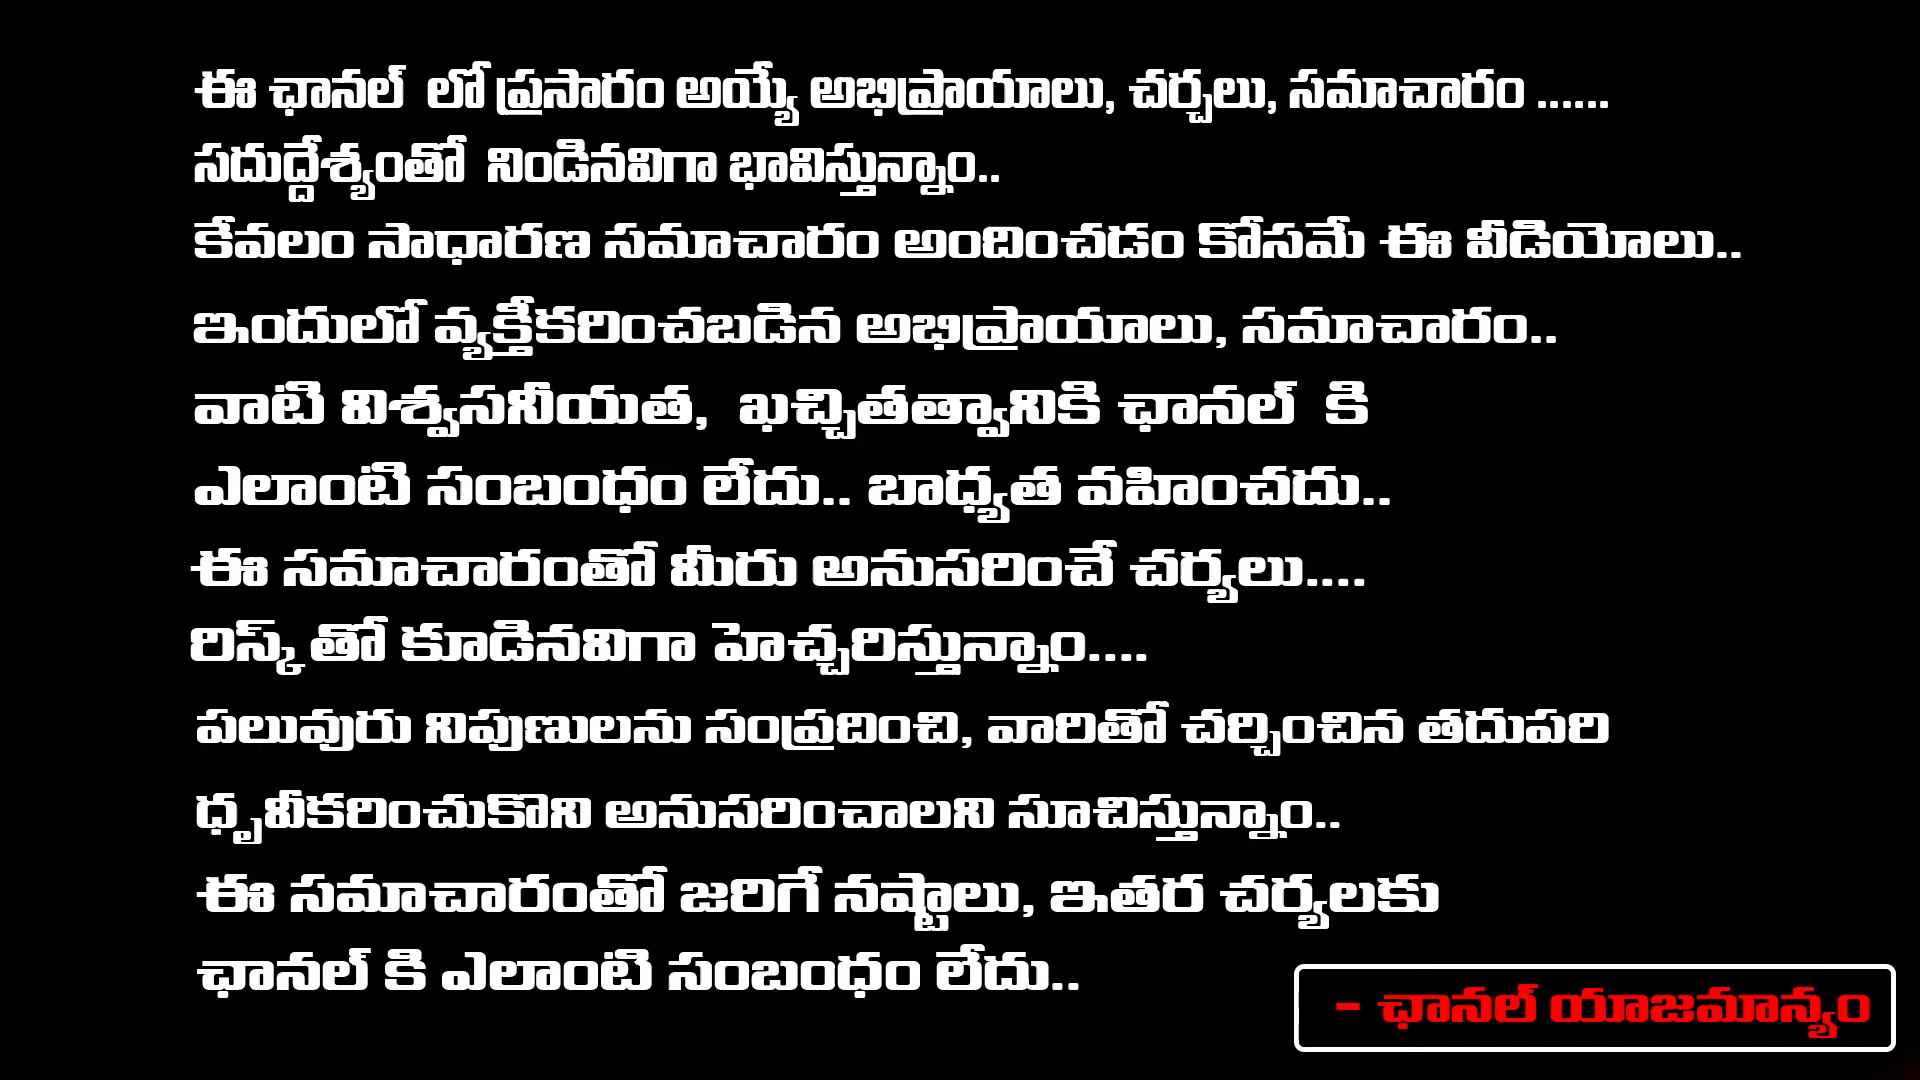 ఈ ఛానల్ లో ప్రసారం అయ్యే అభిప్రాయాలు, చర్చలు, సమాచారం ......
సదుద్దేశ్యంతో నిండినవిగా భావిస్తున్నాం..
కేవలం సాధారణ సమాచారం అందించడం కోసమే ఈ వీడియోలు..
ఇందులో వ్యక్తీకరించబడిన అభిప్రాయాలు, సమాచారం..
వాటి విశ్వసనీయత, ఖచ్చితత్వానికి ఛానల్ కి
ఎలాంటి సంబంధం లేదు.. బాధ్యత వహించదు..
ఈ సమాచారంతో మీరు అనుసరించే చర్యలు....
రిస్క్ తో కూడినవిగా హెచ్చరిస్తున్నాం....
పలువురు నిపుణులను సంప్రదించి, వారితో చర్చించిన తదుపరి
ధృవీకరించుకొని అనుసరించాలని సూచిస్తున్నాం..
ఈ సమాచారంతో జరిగే నష్టాలు, ఇతర చర్యలకు
ఛానల్ కి ఎలాంటి సంబంధం లేదు..
- ఛానల్ యాజమాన్యం